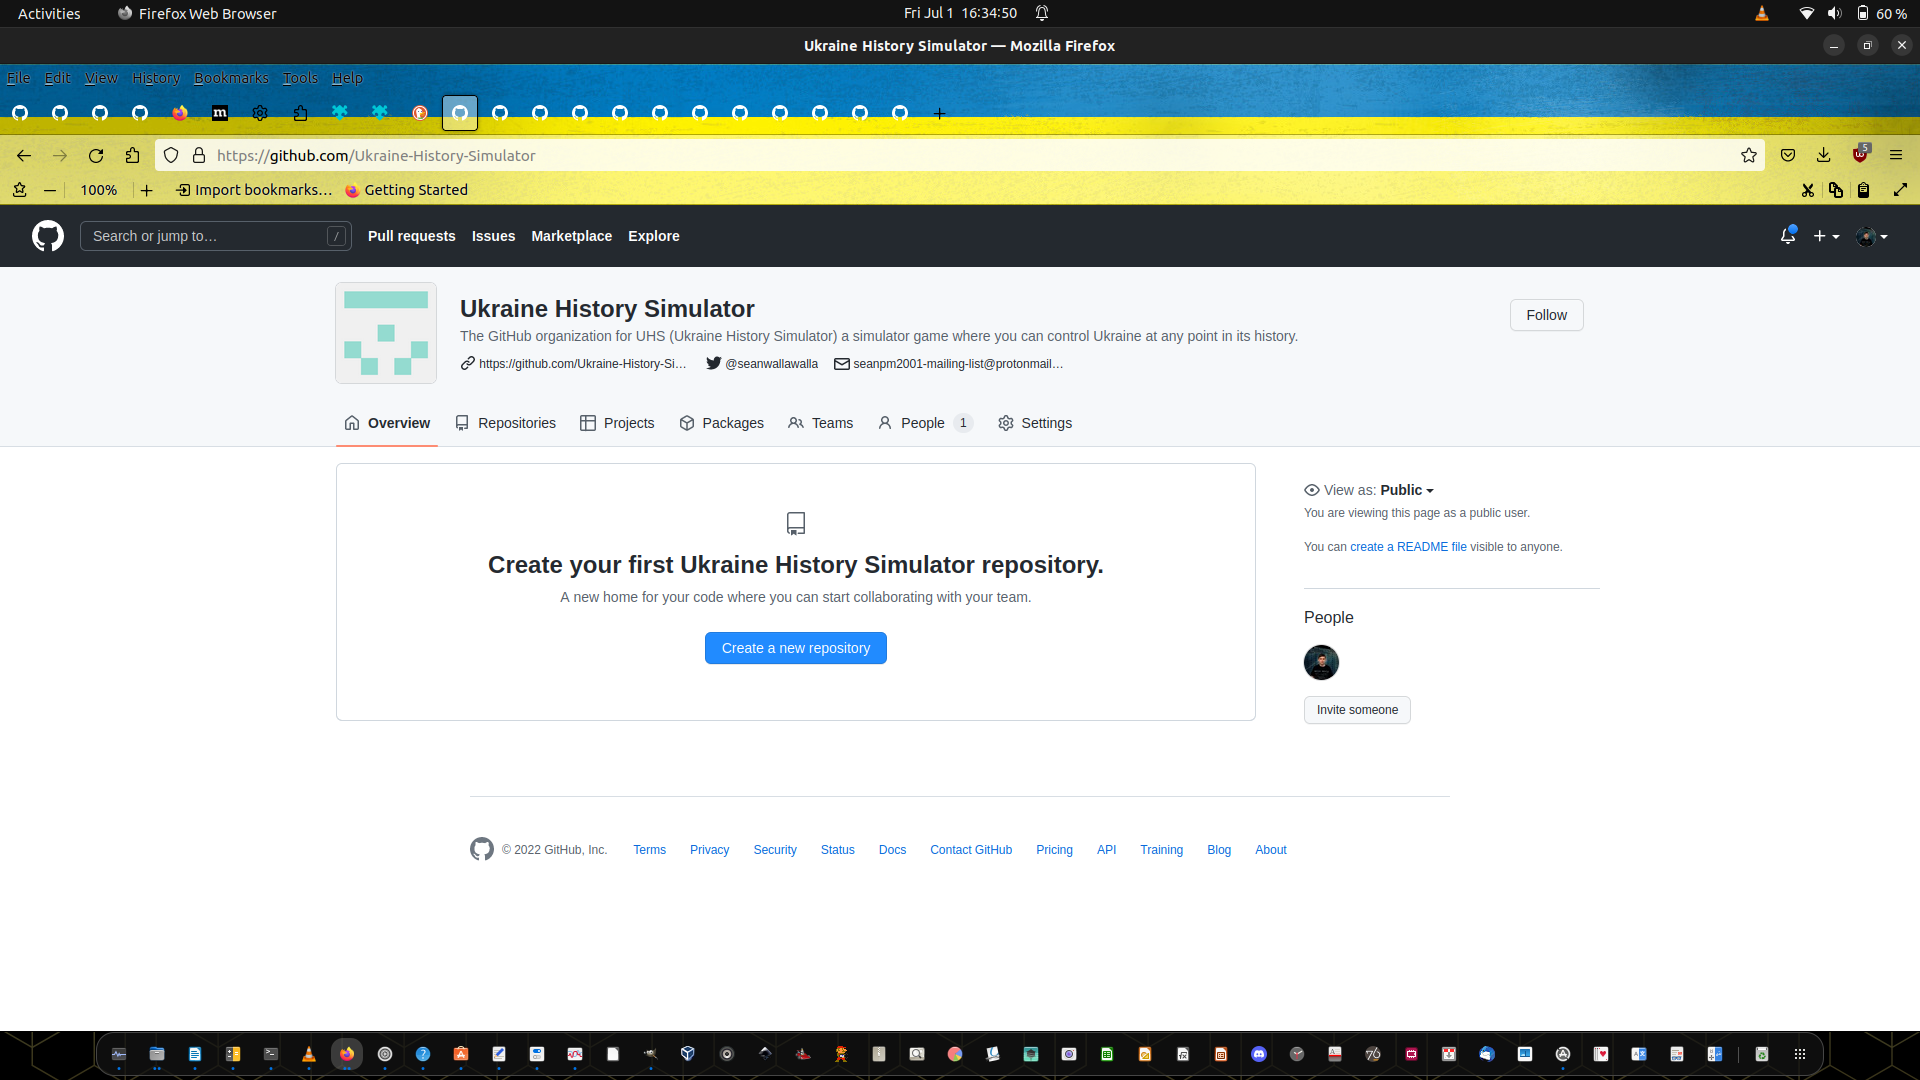 Activities
Firefox Web Browser
Fri Jul 1 16:34:50
60 %
Ukraine History Simulator — Mozilla Firefox
File Edit View History Bookmarks Tools Help
https://github.com/Ukraine-History-Simulator
5
100%
Import bookmarks…
Getting Started
Search or jump to…
/
Pull requests Issues Marketplace Explore
Ukraine History Simulator
The GitHub organization for UHS (Ukraine History Simulator) a simulator game where you can control Ukraine at any point in its history.
https://github.com/Ukraine-History-Si…
@seanwallawalla
seanpm2001-mailing-list@protonmail…
Follow
Overview
Repositories
Projects
Packages
Teams
People 1
Settings
Create your first Ukraine History Simulator repository.
A new home for your code where you can start collaborating with your team.
Create a new repository
View as: Public
You are viewing this page as a public user.
You can create a README file visible to anyone.
People
Invite someone
© 2022 GitHub, Inc.
Terms
Privacy
Security
Status
Docs
Contact GitHub
Pricing
API
Training
Blog
About